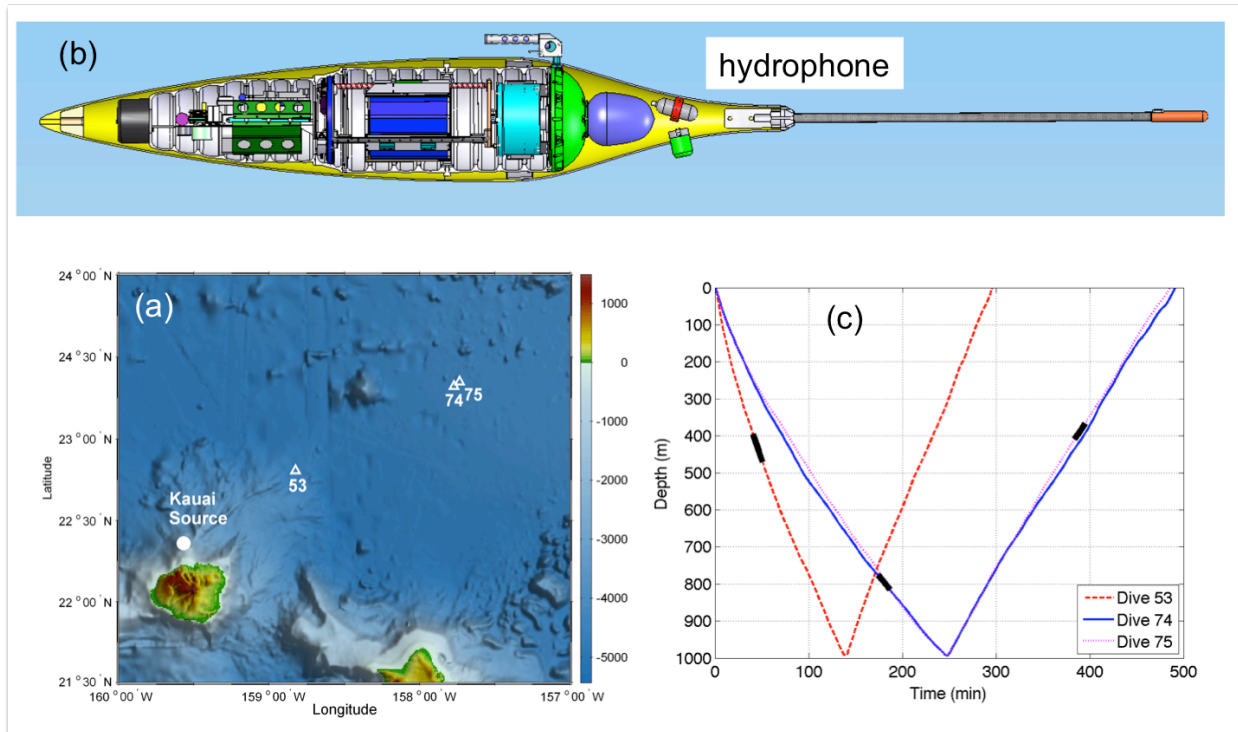 (b)
hydrophone
(a)
24°00'N
24°30'N
23°00'N
22°30'N
22°00'N
21°30'N
Latitude
160°00'W
159°00'W
158°00'W
157°00'W
Longitude
Kauai
Source
53
74
75
1000
0
-1000
-2000
-3000
-4000
-5000
(c)
0
100
200
300
400
500
600
700
800
900
1000
Depth (m)
0
100
200
300
400
500
Time (min)
Dive 53
Dive 74
Dive 75